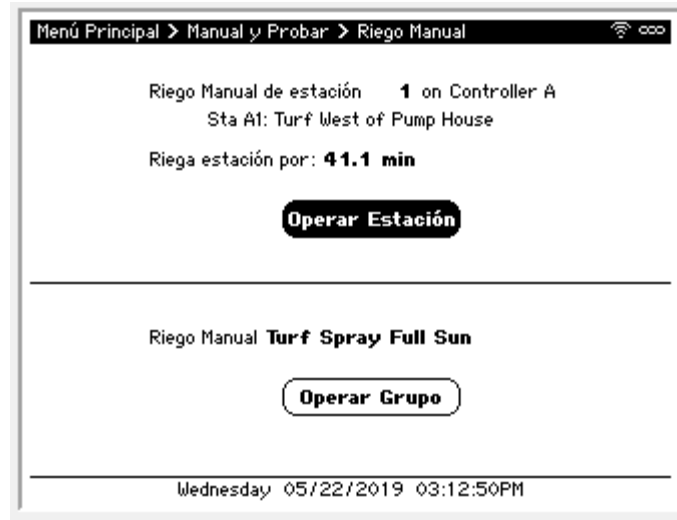 Menú Principal > Manual y Probar > Riego Manual
Riego Manual de estación 1 on Controller A
Sta A1: Turf West of Pump House
Riega estación por: 41.1 min
Operar Estación
Riego Manual Turf Spray Full Sun
Operar Grupo
Wednesday 05/22/2019 03:12:50PM